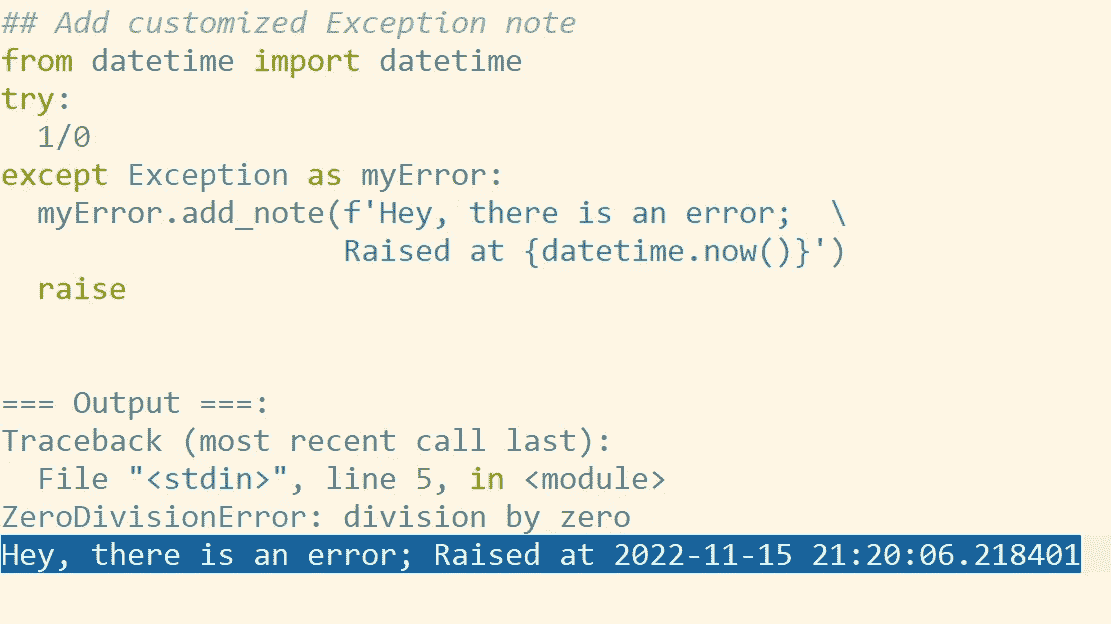 ## Add customized Exception note
from datetime import datetime
try:
  1/0
except Exception as myError:
  myError.add_note(f'Hey, there is an error;  \
                   Raised at {datetime.now()}')
  raise
=== Output ===:
Traceback (most recent call last):
  File "<stdin>", line 5, in <module>
ZeroDivisionError: division by zero
Hey, there is an error; Raised at 2022-11-15 21:20:06.218401